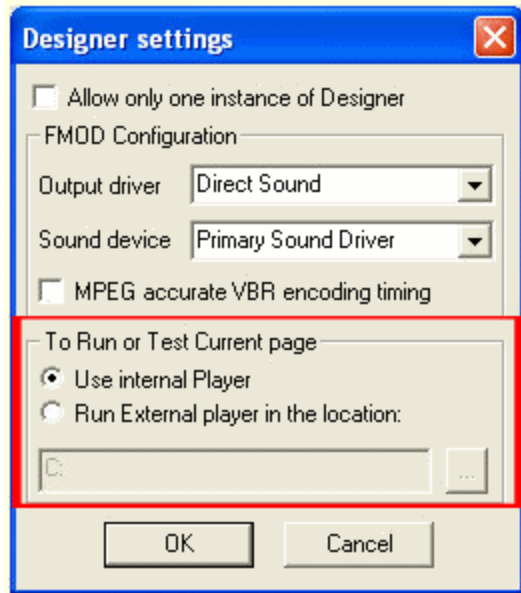 Designer settings
Allow only one instance of Designer
FMOD Configuration
Output driver Direct Sound
Sound device Primary Sound Driver
MPEG accurate VBR encoding timing
To Run or Test Current page
Use internal Player
Run External player in the location:
C: ...
OK Cancel